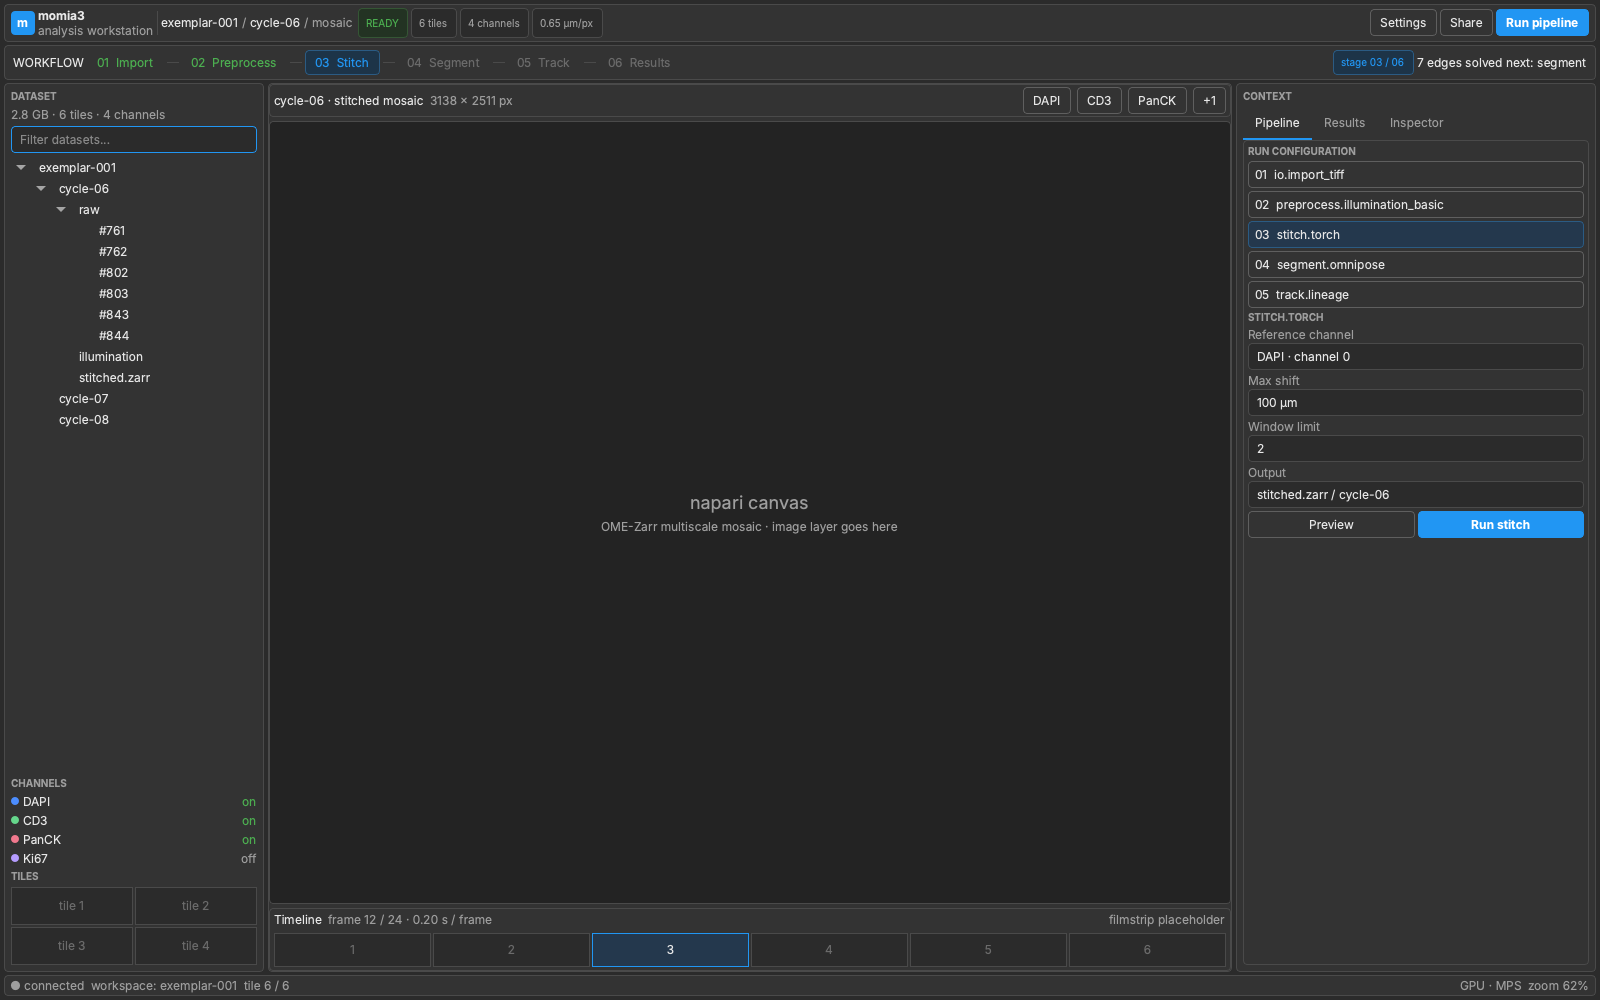 m momia3
analysis workstation
exemplar-001 / cycle-06 / mosaic READY 6 tiles 4 channels 0.65 µm/px
Settings Share Run pipeline
WORKFLOW 01 Import — 02 Preprocess — 03 Stitch — 04 Segment — 05 Track — 06 Results
stage 03 / 06 7 edges solved next: segment
DATASET
2.8 GB · 6 tiles · 4 channels
Filter datasets...
exemplar-001
cycle-06
raw
#761
#762
#802
#803
#843
#844
illumination
stitched.zarr
cycle-07
cycle-08
CHANNELS
DAPI on
CD3 on
PanCK on
Ki67 off
TILES
tile 1 tile 2
tile 3 tile 4
cycle-06 · stitched mosaic 3138 × 2511 px
DAPI CD3 PanCK +1
napari canvas
OME-Zarr multiscale mosaic · image layer goes here
Timeline frame 12 / 24 · 0.20 s / frame filmstrip placeholder
1 2 3 4 5 6
CONTEXT
Pipeline Results Inspector
RUN CONFIGURATION
01 io.import_tiff
02 preprocess.illumination_basic
03 stitch.torch
04 segment.omnipose
05 track.lineage
STITCH.TORCH
Reference channel
DAPI · channel 0
Max shift
100 µm
Window limit
2
Output
stitched.zarr / cycle-06
Preview Run stitch
connected workspace: exemplar-001 tile 6 / 6
GPU · MPS zoom 62%